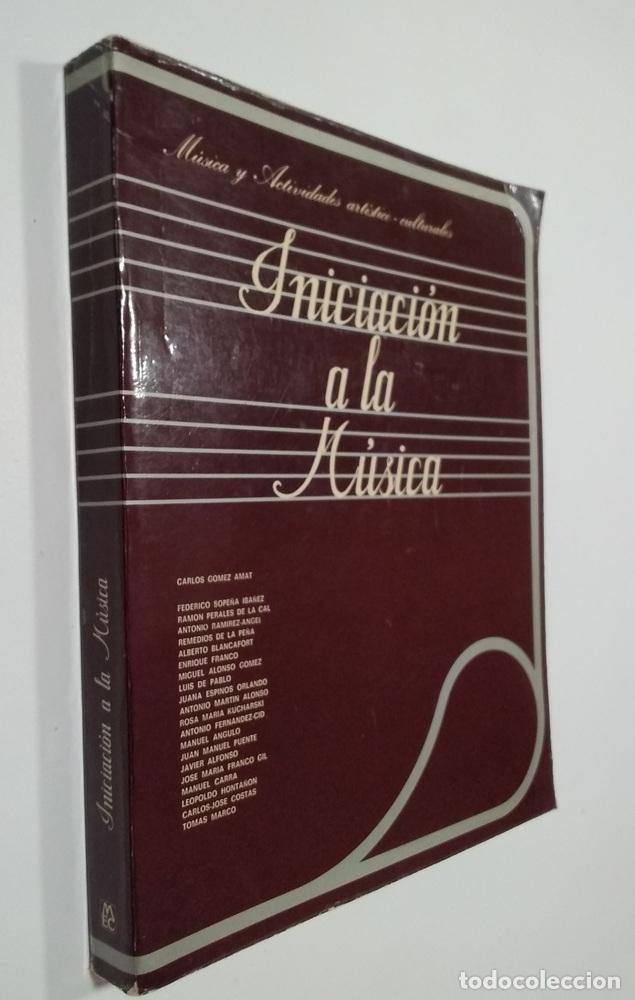 Música y Actividades artístico-culturales
Iniciación
a la
Música
CARLOS GOMEZ AMAT
FEDERICO SOPEÑA IBAÑEZ
RAMON PERALES DE LA CAL
ANTONIO RAMIREZ-ANGEL
REMEDIOS DE LA PEÑA
ALBERTO BLANCAFORT
ENRIQUE FRANCO
MIGUEL ALONSO GOMEZ
LUIS DE PABLO
JUANA ESPINOS ORLANDO
ANTONIO MARTIN ALONSO
ROSA MARIA KUCHARSKI
ANTONIO FERNANDEZ-CID
MANUEL ANGULO
JUAN MANUEL PUENTE
JAVIER ALFONSO
JOSE MARIA FRANCO GIL
MANUEL CARRA
LEOPOLDO HONTAÑON
CARLOS-JOSE COSTAS
TOMAS MARCO
Iniciación a la Música
M
EC
todocoleccion